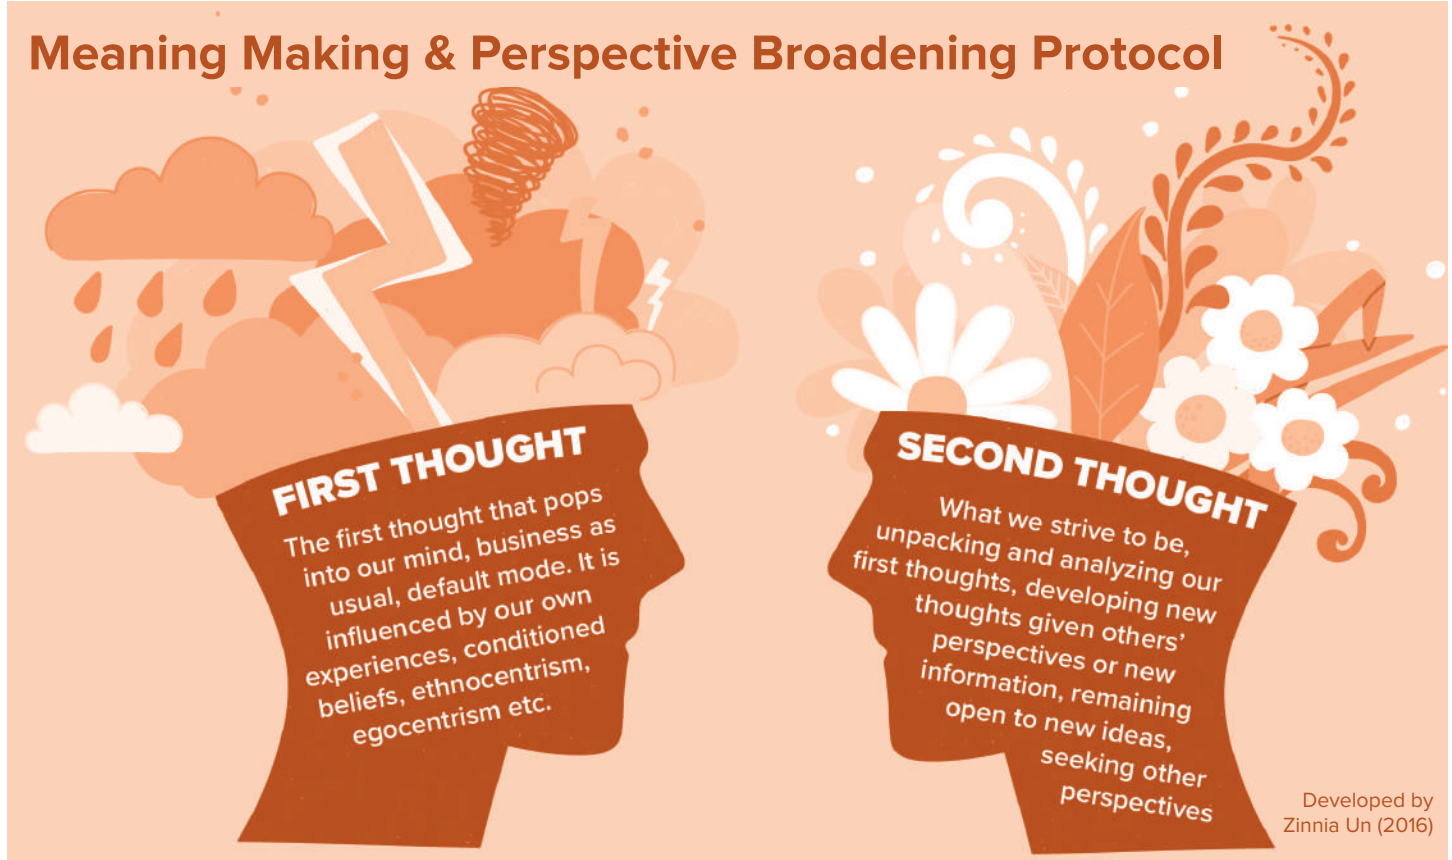 Meaning Making & Perspective Broadening Protocol
FIRST THOUGHT
The first thought that pops
into our mind, business as
usual, default mode. It is
influenced by our own
experiences, conditioned
beliefs, ethnocentrism,
egocentrism etc.
SECOND THOUGHT
What we strive to be,
unpacking and analyzing our
first thoughts, developing new
thoughts given others’
perspectives or new
information, remaining
open to new ideas,
seeking other
perspectives
Developed by
Zinnia Un (2016)